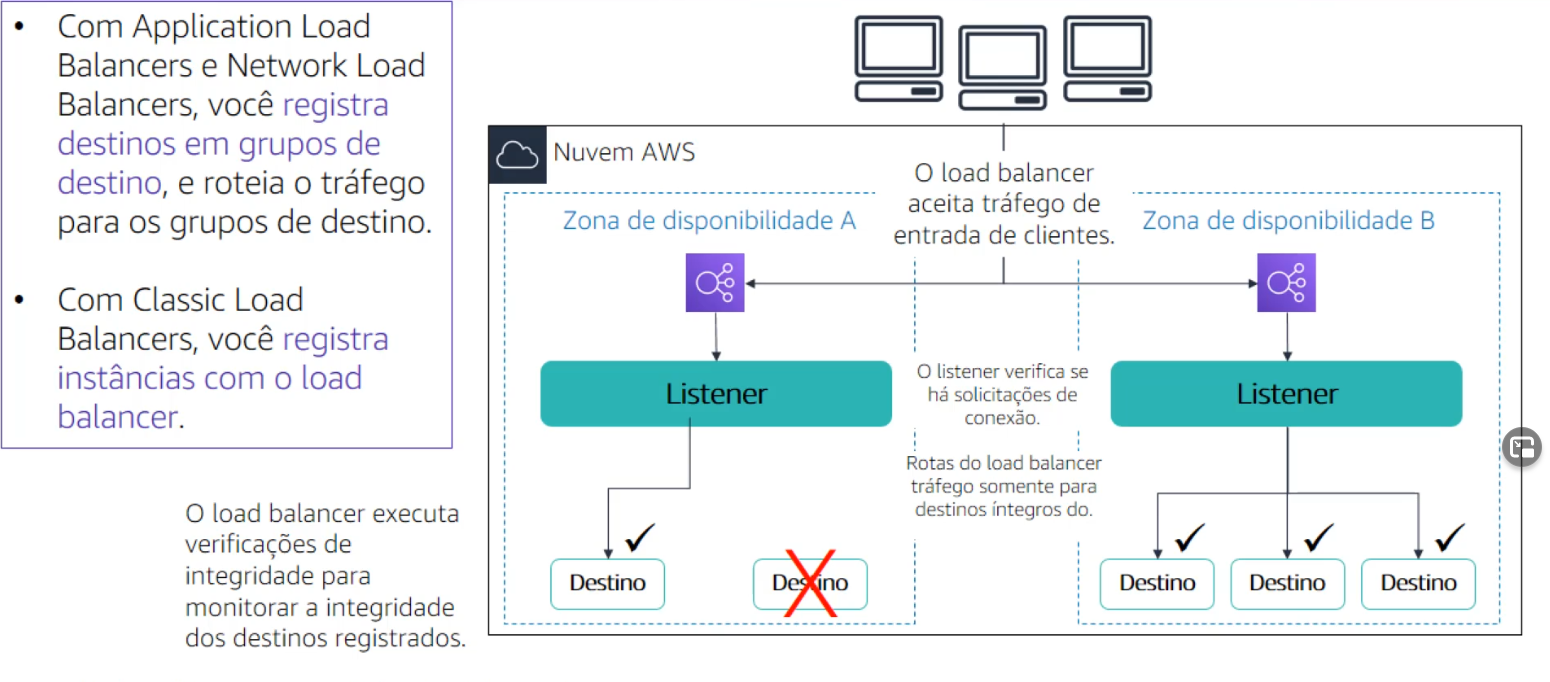 • Com Application Load
Balancers e Network Load
Balancers, você registra
destinos em grupos de
destino, e roteia o tráfego
para os grupos de destino.
• Com Classic Load
Balancers, você registra
instâncias com o load
balancer.
O load balancer executa
verificações de
integridade para
monitorar a integridade
dos destinos registrados.
Nuvem AWS
O load balancer
aceita tráfego de
entrada de clientes.
Zona de disponibilidade A
Zona de disponibilidade B
Listener
O listener verifica se
há solicitações de
conexão.
Listener
Rotas do load balancer
tráfego somente para
destinos íntegros do.
Destino
Destino
Destino
Destino
Destino